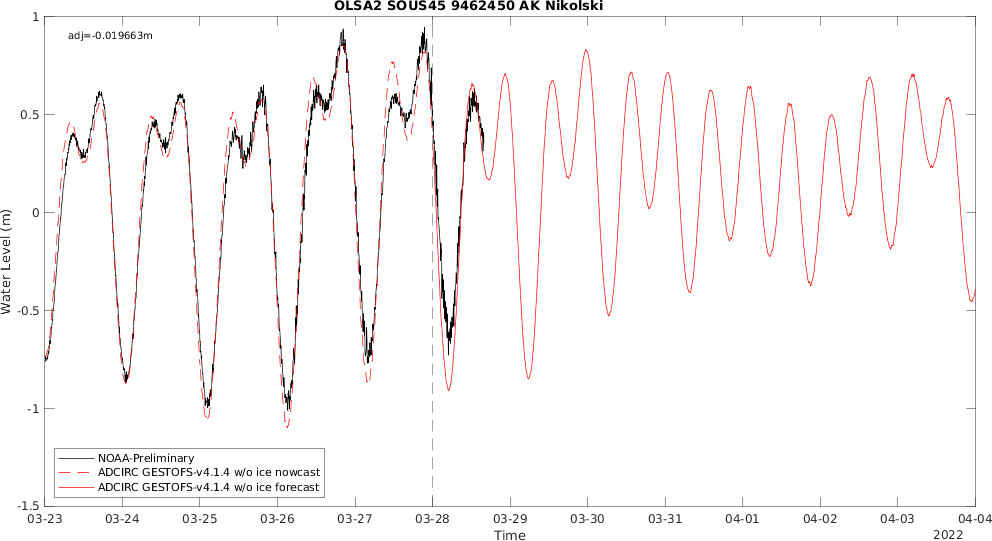 OLSA2 SOUS45 9462450 AK Nikolski
adj=-0.019663m
1
0.5
0
-0.5
-1
-1.5
Water Level (m)
NOAA-Preliminary
ADCIRC GESTOFS-v4.1.4 w/o ice nowcast
ADCIRC GESTOFS-v4.1.4 w/o ice forecast
03-23 03-24 03-25 03-26 03-27 03-28 03-29 03-30 03-31 04-01 04-02 04-03 04-04
Time
2022